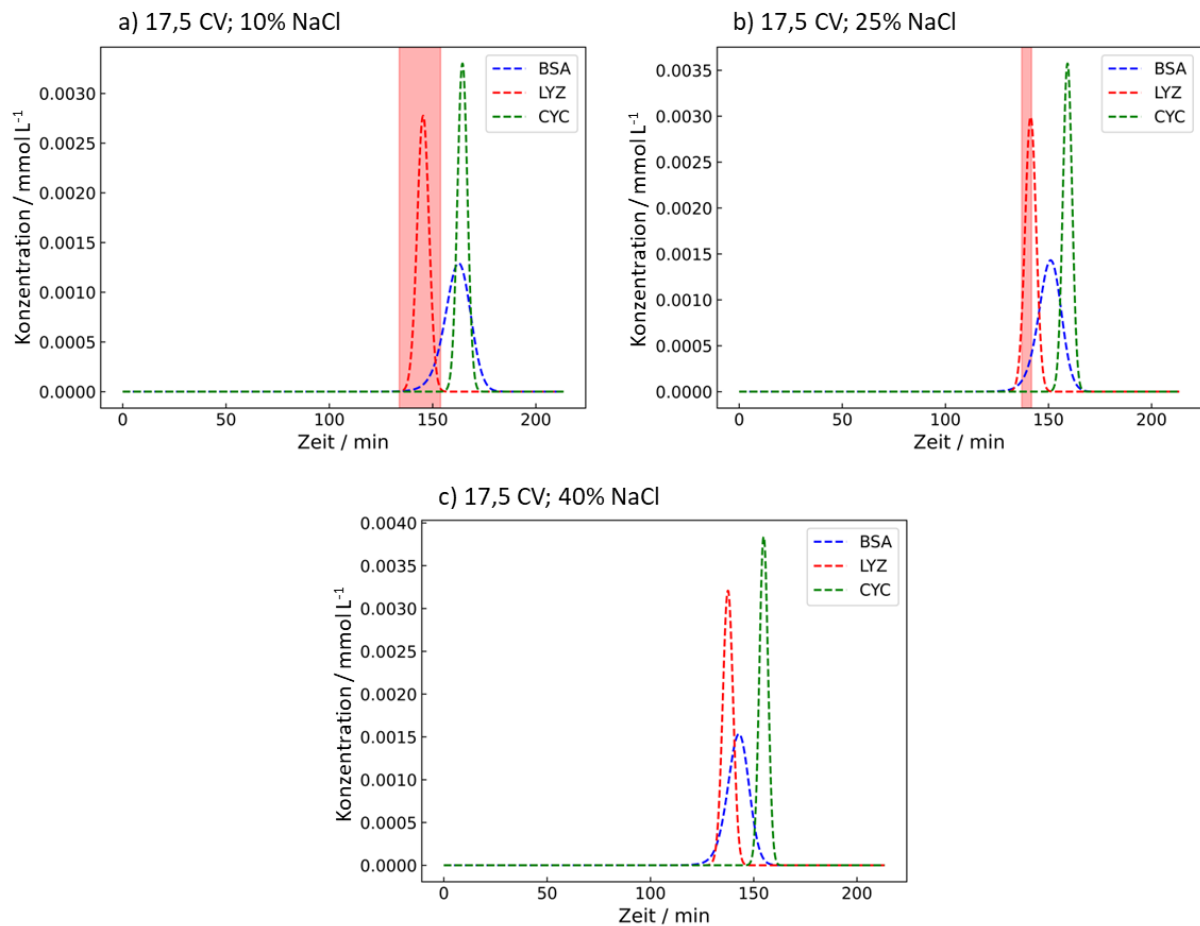 a) 17,5 CV; 10% NaCl
Konzentration / mmol L⁻¹
0.0030
0.0025
0.0020
0.0015
0.0010
0.0005
0.0000
BSA
LYZ
CYC
0 50 100 150 200
Zeit / min
b) 17,5 CV; 25% NaCl
Konzentration / mmol L⁻¹
0.0035
0.0030
0.0025
0.0020
0.0015
0.0010
0.0005
0.0000
BSA
LYZ
CYC
0 50 100 150 200
Zeit / min
c) 17,5 CV; 40% NaCl
Konzentration / mmol L⁻¹
0.0040
0.0035
0.0030
0.0025
0.0020
0.0015
0.0010
0.0005
0.0000
BSA
LYZ
CYC
0 50 100 150 200
Zeit / min